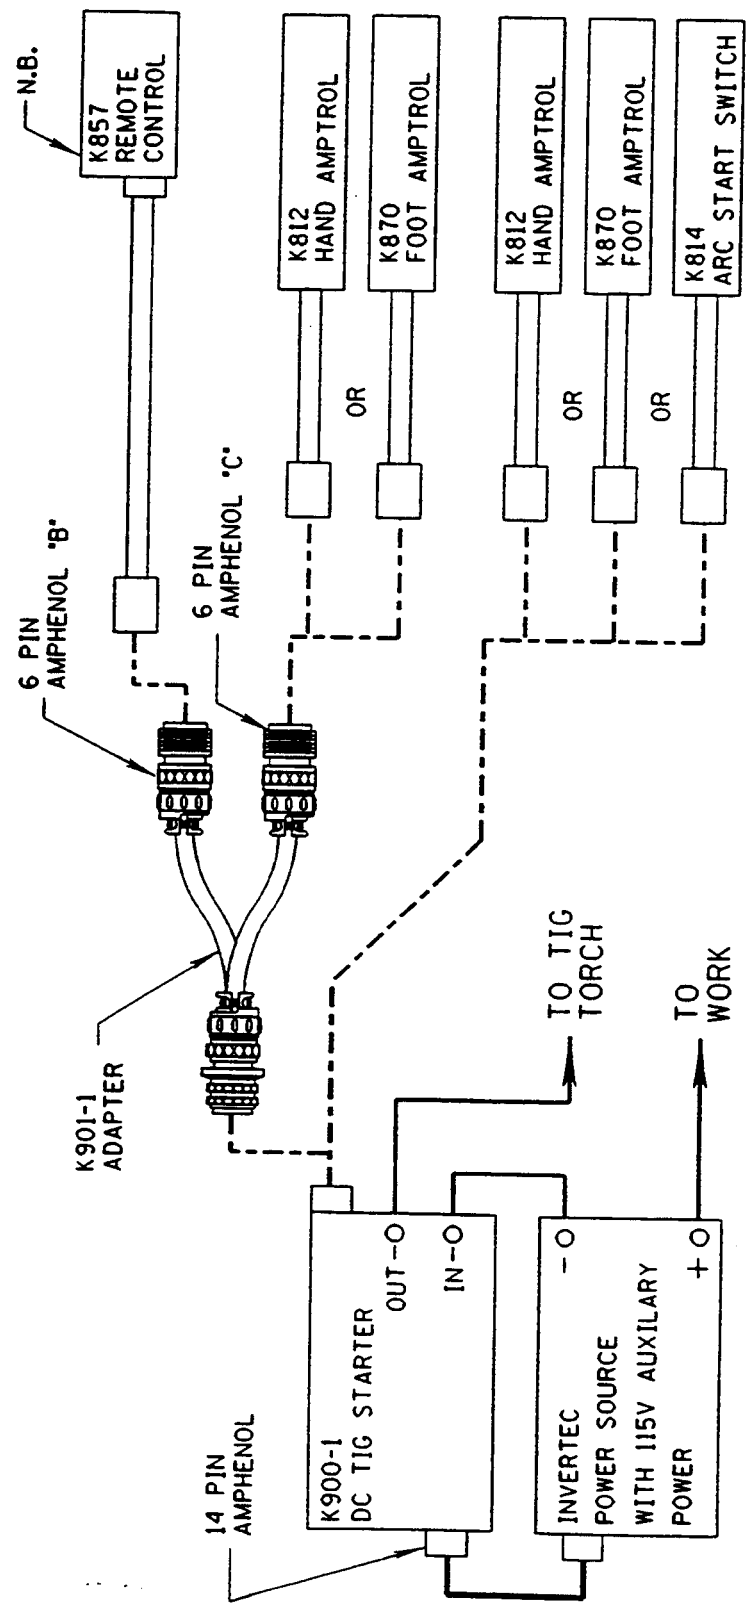 14 PIN
AMPHENOL
K900-1
DC TIG STARTER
OUT-
IN-
INVERTEC
POWER SOURCE
WITH 115V AUXILARY
POWER
-
+
K901-1
ADAPTER
TO TIG
TORCH
TO
WORK
6 PIN
AMPHENOL "B"
6 PIN
AMPHENOL "C"
N.B.
K857
REMOTE
CONTROL
K812
HAND AMPTROL
OR
K870
FOOT AMPTROL
K812
HAND AMPTROL
OR
K870
FOOT AMPTROL
OR
K814
ARC START SWITCH